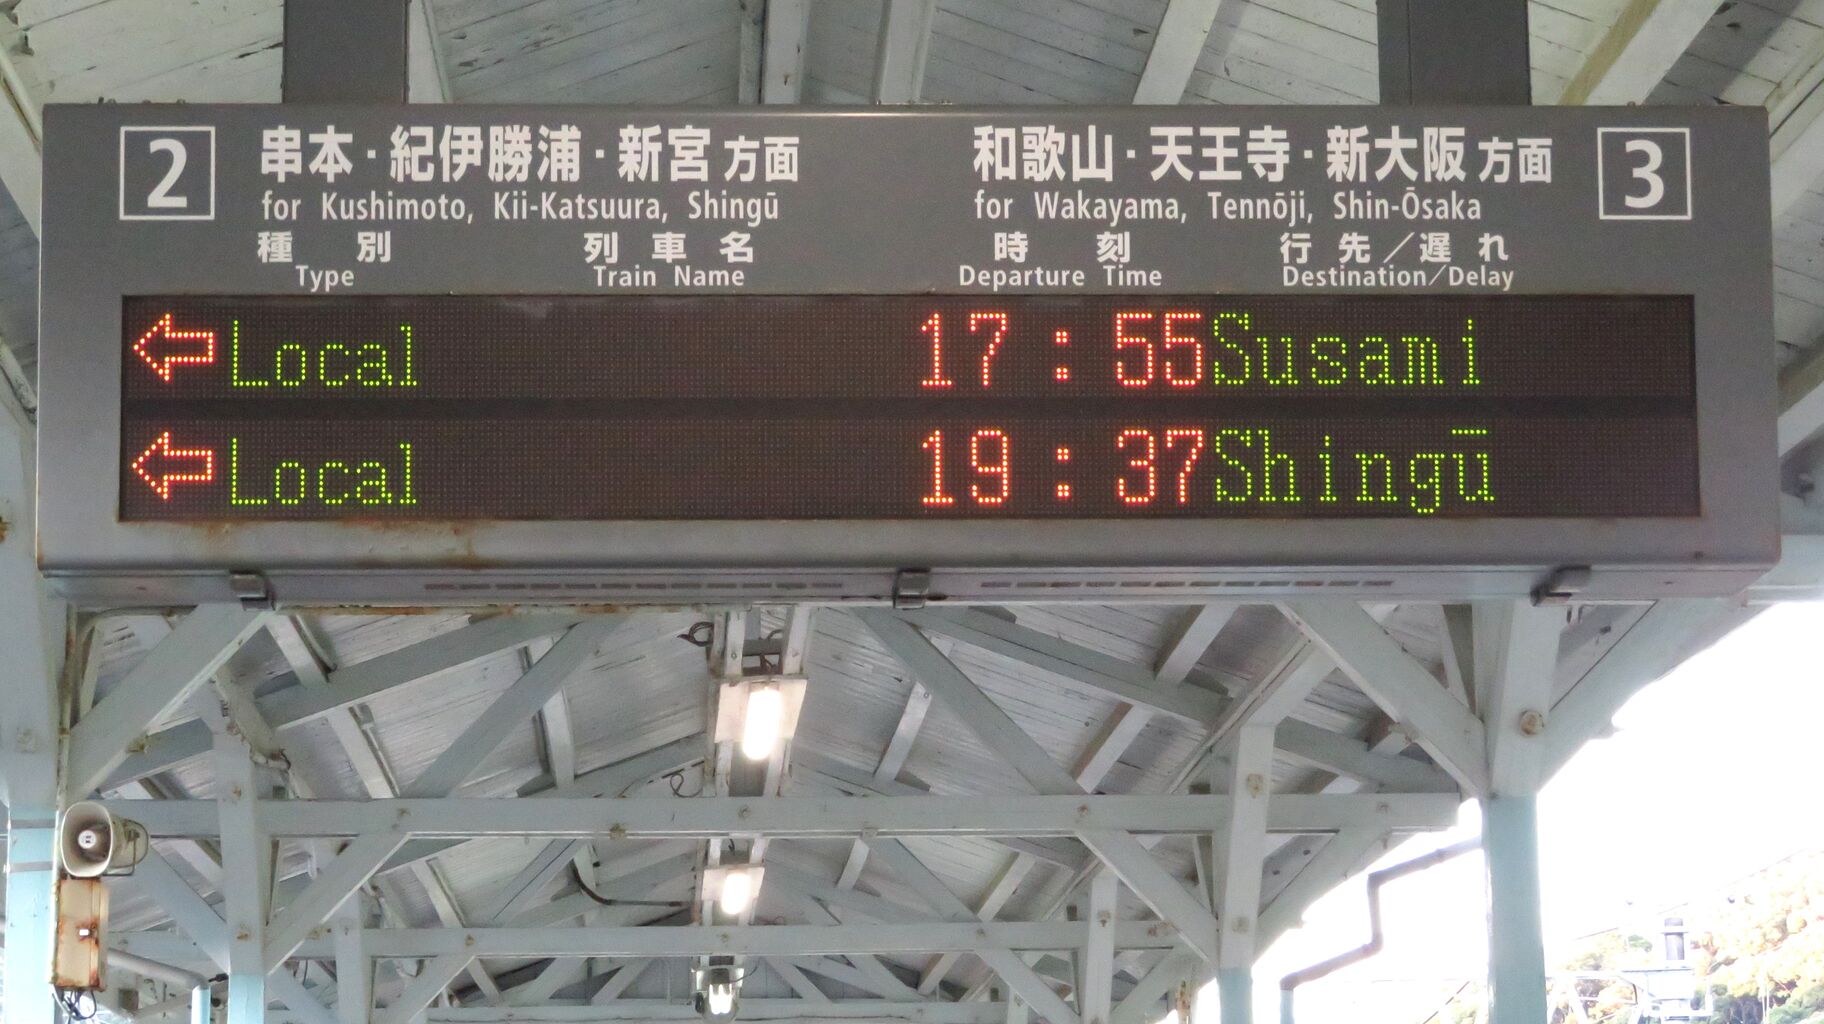 2 串本・紀伊勝浦・新宮方面 和歌山・天王寺・新大阪方面 3
for Kushimoto, Kii-Katsuura, Shingū for Wakayama, Tennōji, Shin-Ōsaka
種別 列車名 時刻 行先／遅れ
Type Train Name Departure Time Destination/Delay
←Local 17:55 Susami
←Local 19:37 Shingū